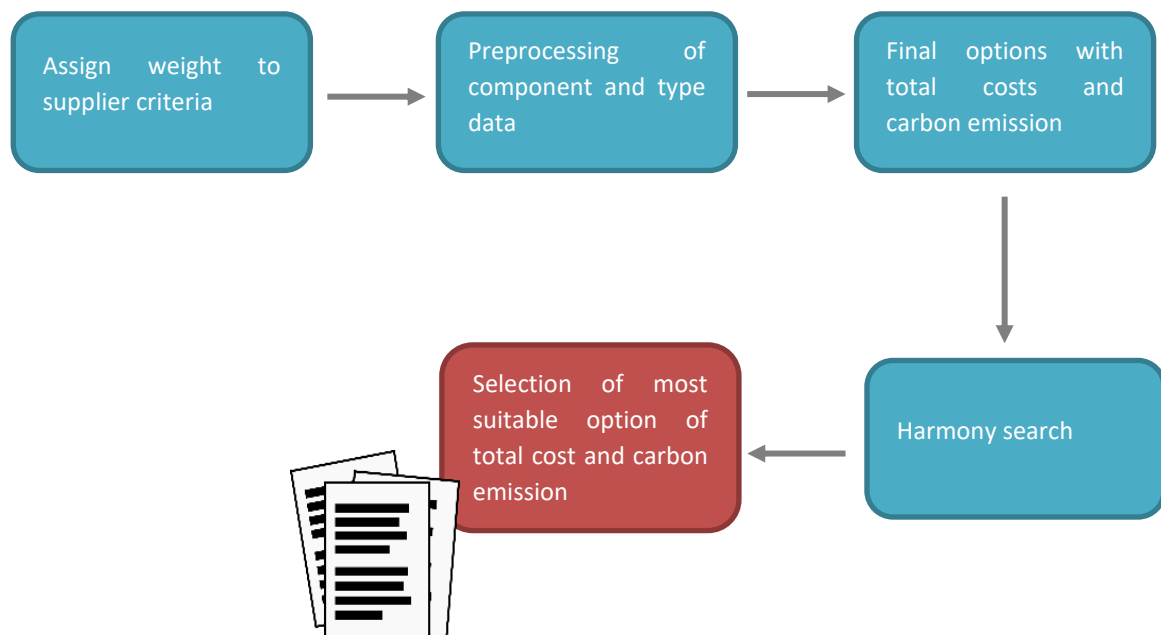 Assign weight to
supplier criteria
Preprocessing of
component and type
data
Final options with
total costs and
carbon emission
Harmony search
Selection of most
suitable option of
total cost and carbon
emission